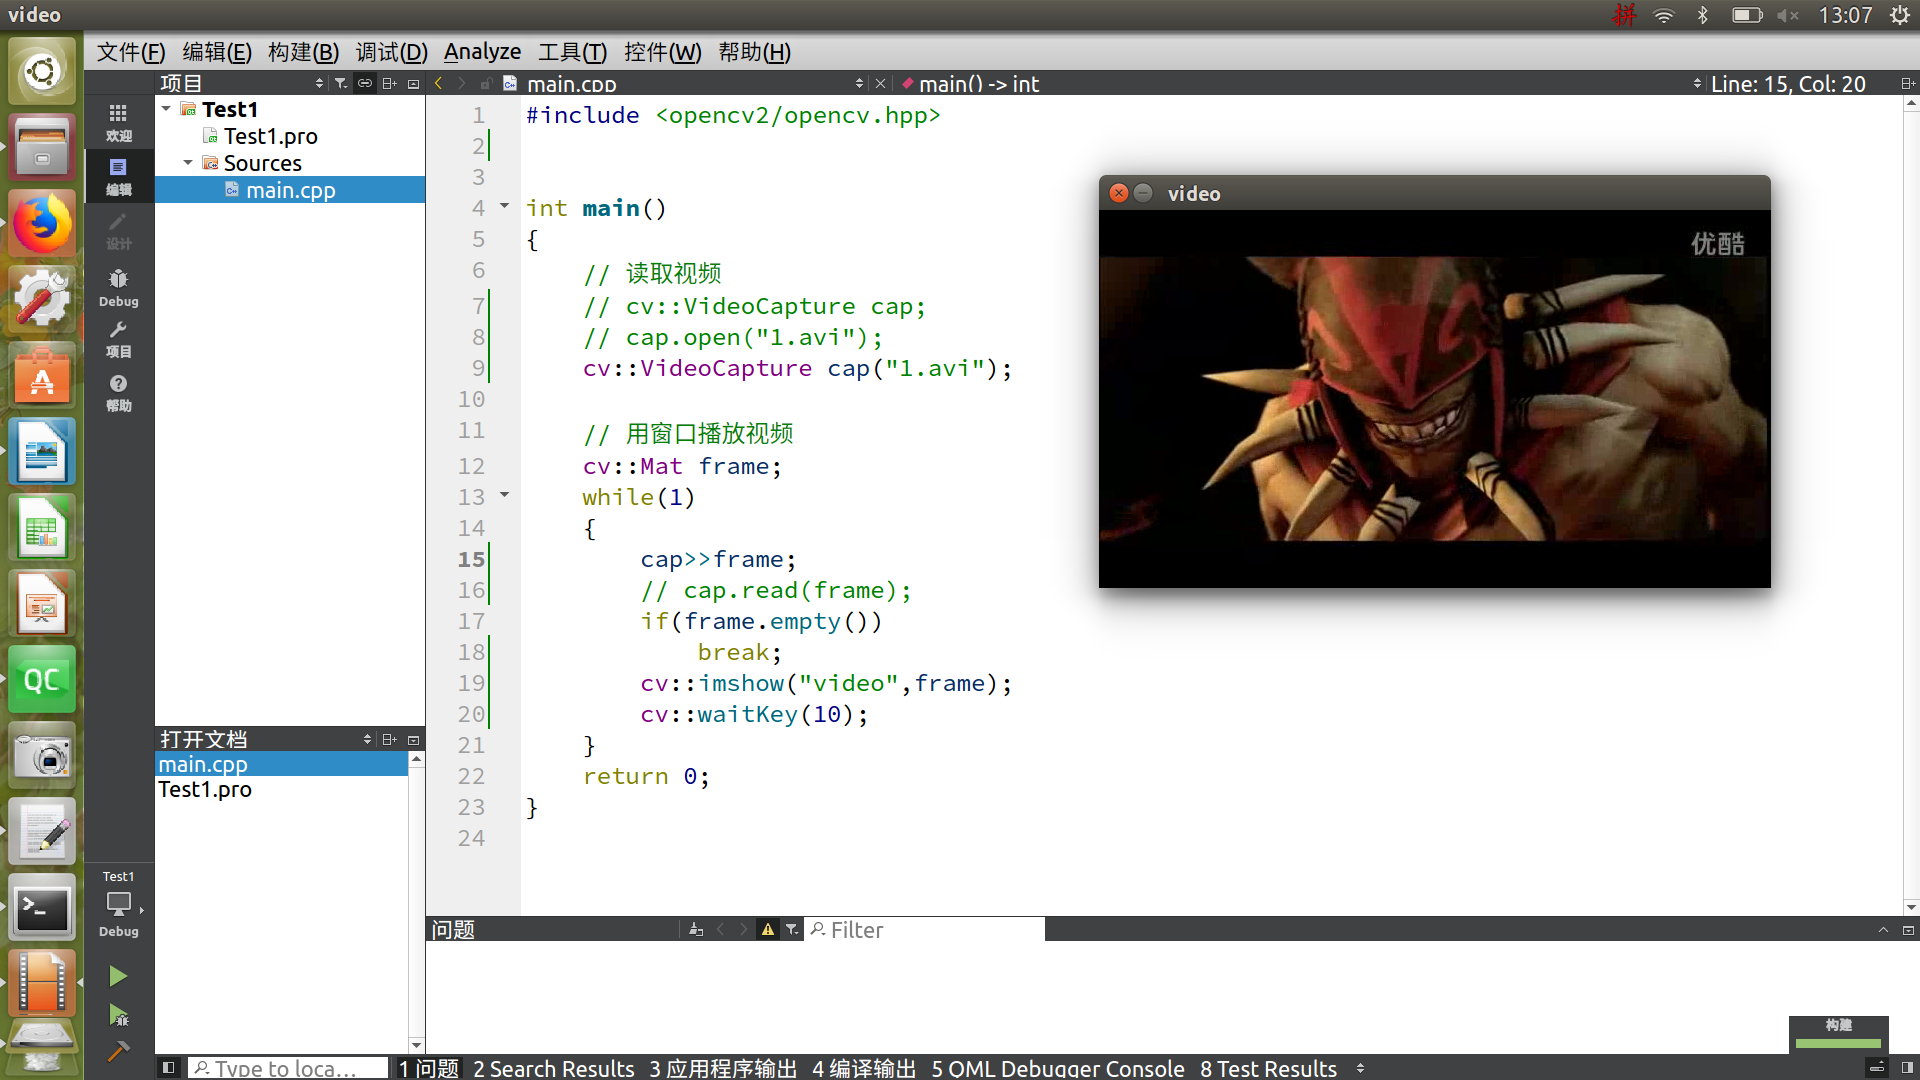 video
拼
13:07
文件(F) 编辑(E) 构建(B) 调试(D) Analyze 工具(T) 控件(W) 帮助(H)
项目
main.cpp
main() -> int
Line: 15, Col: 20
欢迎
编辑
设计
Debug
项目
帮助
Test1
Test1.pro
Sources
main.cpp
1 #include <opencv2/opencv.hpp>
2
3
4 int main()
5 {
6 // 读取视频
7 // cv::VideoCapture cap;
8 // cap.open("1.avi");
9 cv::VideoCapture cap("1.avi");
10
11 // 用窗口播放视频
12 cv::Mat frame;
13 while(1)
14 {
15 cap>>frame;
16 // cap.read(frame);
17 if(frame.empty())
18 break;
19 cv::imshow("video",frame);
20 cv::waitKey(10);
21 }
22 return 0;
23 }
24
video
优酷
打开文档
main.cpp
Test1.pro
QC
Test1
Debug
问题
Filter
构建
Type to loca...
1 问题 2 Search Results 3 应用程序输出 4 编译输出 5 QML Debugger Console 8 Test Results